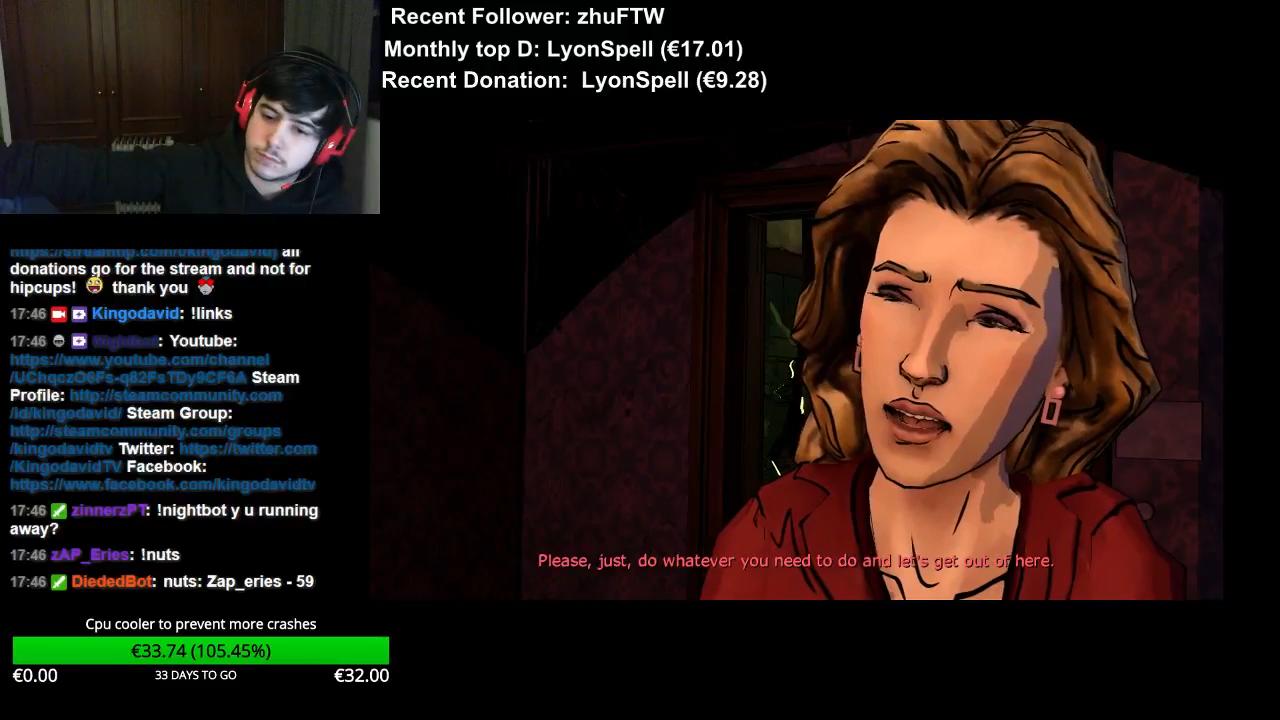 Recent Follower: zhuFTW
Monthly top D: LyonSpell (€17.01)
Recent Donation: LyonSpell (€9.28)
https://streamtip.com/t/kingodavid) all
donations go for the stream and not for
hipcups! thank you
17:46 Kingodavid: !links
17:46 : Youtube:
https://www.youtube.com/channel
/UChqczO6Fs-q82FsTDy9CF6A Steam
Profile: http://steamcommunity.com
/id/kingodavid/ Steam Group:
http://steamcommunity.com/groups
/kingodavidtv Twitter: https://twitter.com
/KingodavidTV Facebook:
https://www.facebook.com/kingodavidtv
17:46 zinnerzPT: !nightbot y u running
away?
17:46 zAP_Eries: !nuts
17:46 DiededBot: nuts: Zap_eries - 59
Cpu cooler to prevent more crashes
€33.74 (105.45%)
€0.00 33 DAYS TO GO €32.00
Please, just, do whatever you need to do and let's get out of here.